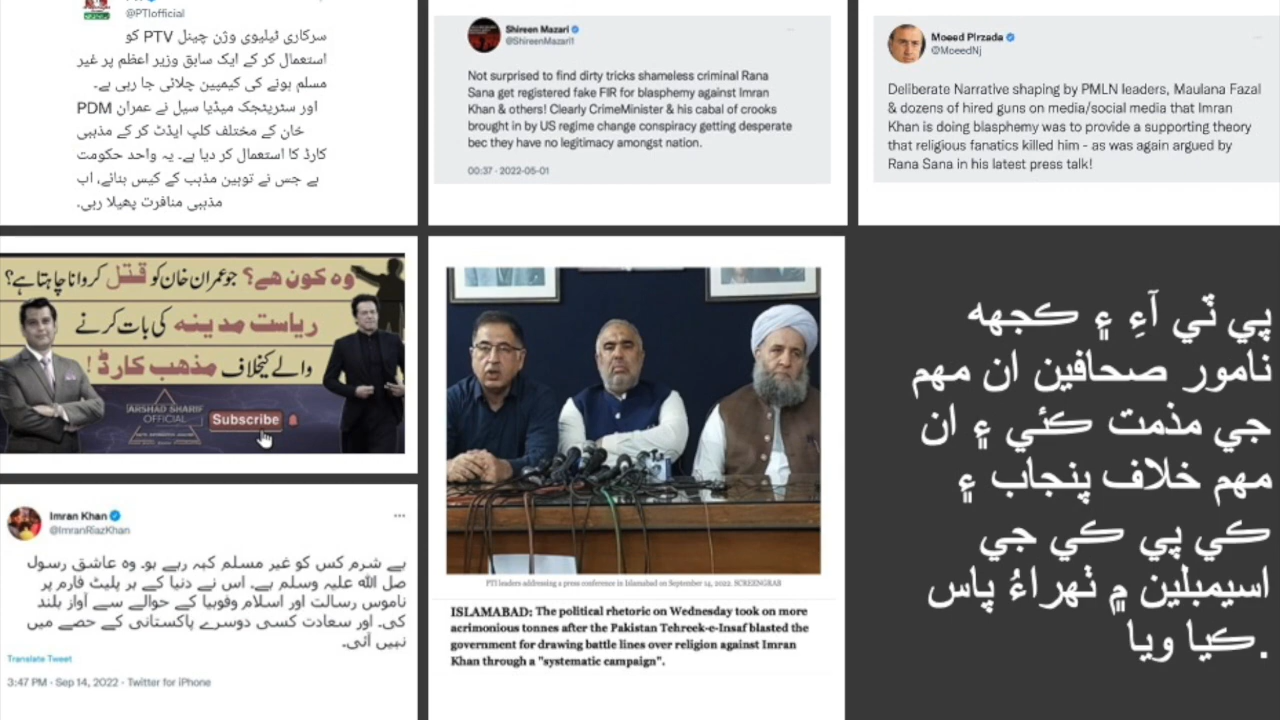 @PTIofficial
سرکاری ٹیلیوی وژن چینل PTV کو
استعمال کر کے ایک سابق وزیر اعظم پر غیر
مسلم ہونے کی کیمپین چلائی جا رہی ہے۔
اور سٹریٹجک میڈیا سیل نے عمران PDM
خان کے مختلف کلپ ایڈٹ کر کے مذہبی
کارڈ کا استعمال کر دیا ہے۔ یہ واحد حکومت
ہے جس نے توہین مذہب کے کیس بنائے، اب
مذہبی منافرت پھیلا رہی۔
Shireen Mazari
@ShireenMazari1
Not surprised to find dirty tricks shameless criminal Rana
Sana get registered fake FIR for blasphemy against Imran
Khan & others! Clearly CrimeMinister & his cabal of crooks
brought in by US regime change conspiracy getting desperate
bec they have no legitimacy amongst nation.
00:37 · 2022-05-01
Moeed Pirzada
@MoeedNj
Deliberate Narrative shaping by PMLN leaders, Maulana Fazal
& dozens of hired guns on media/social media that Imran
Khan is doing blasphemy was to provide a supporting theory
that religious fanatics killed him - as was again argued by
Rana Sana in his latest press talk!
وہ کون ھے؟ جو عمران خان کو قتل کروانا چاہتا ہے؟
ریاست مدینہ کی بات کرنے
والے کیخلاف مذھب کارڈ!
ARSHAD SHARIF
OFFICIAL
Subscribe
PTI leaders addressing a press conference in Islamabad on September 14, 2022. SCREENGRAB
ISLAMABAD: The political rhetoric on Wednesday took on more
acrimonious tonnes after the Pakistan Tehreek-e-Insaf blasted the
government for drawing battle lines over religion against Imran
Khan through a "systematic campaign".
پي ٽي آءِ ۽ ڪجهه
نامور صحافين ان مهم
جي مذمت ڪئي ۽ ان
مهم خلاف پنجاب ۽
ڪي پي ڪي جي
اسيمبلين ۾ ٺهراءُ پاس
ڪيا ويا.
Imran Khan
@ImranRiazKhan
بے شرم کس کو غیر مسلم کہہ رہے ہو۔ وہ عاشق رسول
صل الله علیہ وسلم ہے۔ اس نے دنیا کے ہر پلیٹ فارم پر
ناموس رسالت اور اسلام وفوبیا کے حوالے سے آواز بلند
کی۔ اور سعادت کسی دوسرے پاکستانی کے حصے میں
نہیں آئی۔
Translate Tweet
3:47 PM · Sep 14, 2022 · Twitter for iPhone